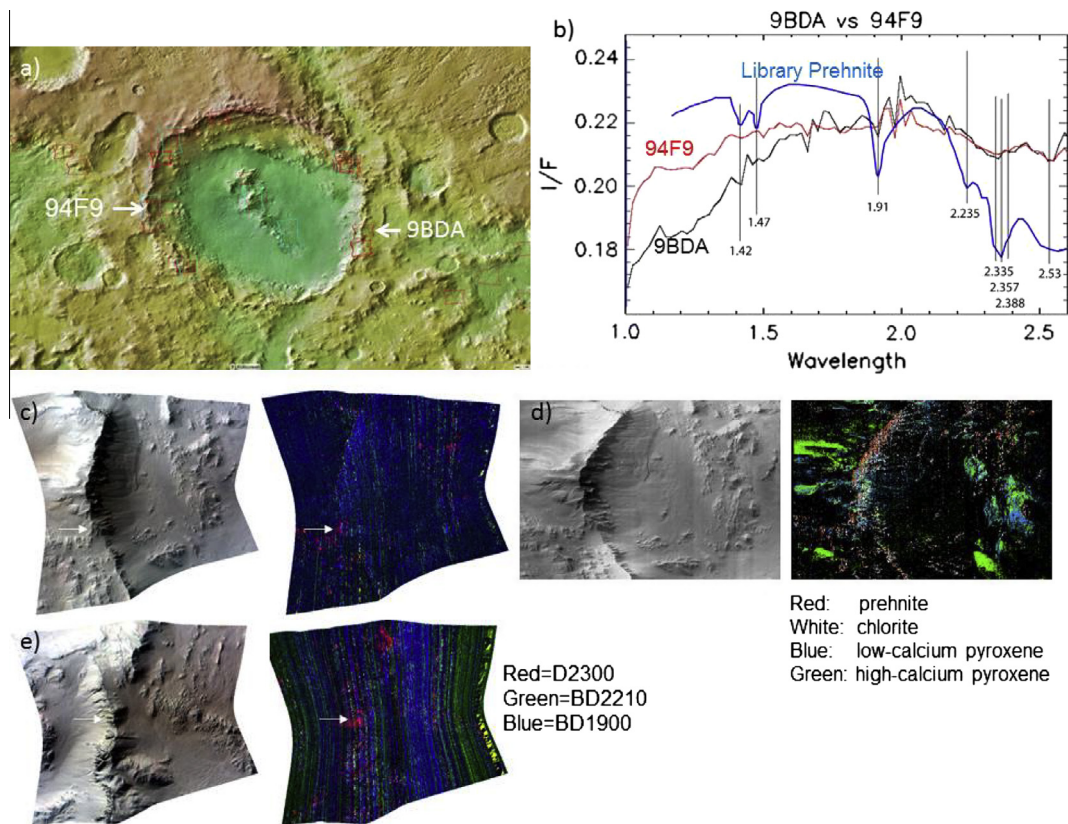 a)
94F9
9BDA
b)
9BDA vs 94F9
0.24
0.22
0.20
0.18
I/F
Library Prehnite
94F9
9BDA
1.42
1.47
1.91
2.235
2.335
2.357
2.388
2.53
1.0
1.5
2.0
2.5
Wavelength
c)
d)
Red: prehnite
White: chlorite
Blue: low-calcium pyroxene
Green: high-calcium pyroxene
e)
Red=D2300
Green=BD2210
Blue=BD1900